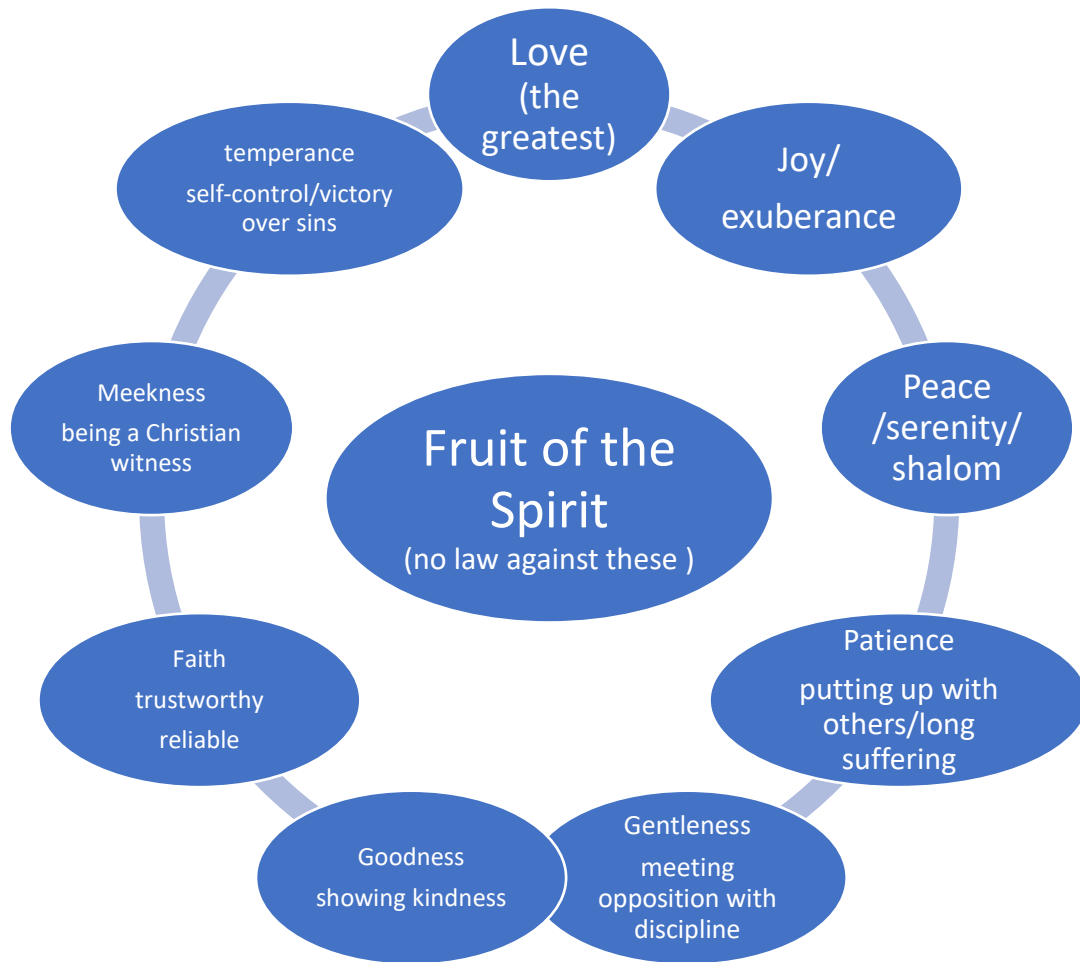 Love
(the
greatest)
Joy/
exuberance
Peace
/serenity/
shalom
Patience
putting up with
others/long
suffering
Gentleness
meeting
opposition with
discipline
Goodness
showing kindness
Faith
trustworthy
reliable
Meekness
being a Christian
witness
temperance
self-control/victory
over sins
Fruit of the
Spirit
(no law against these )